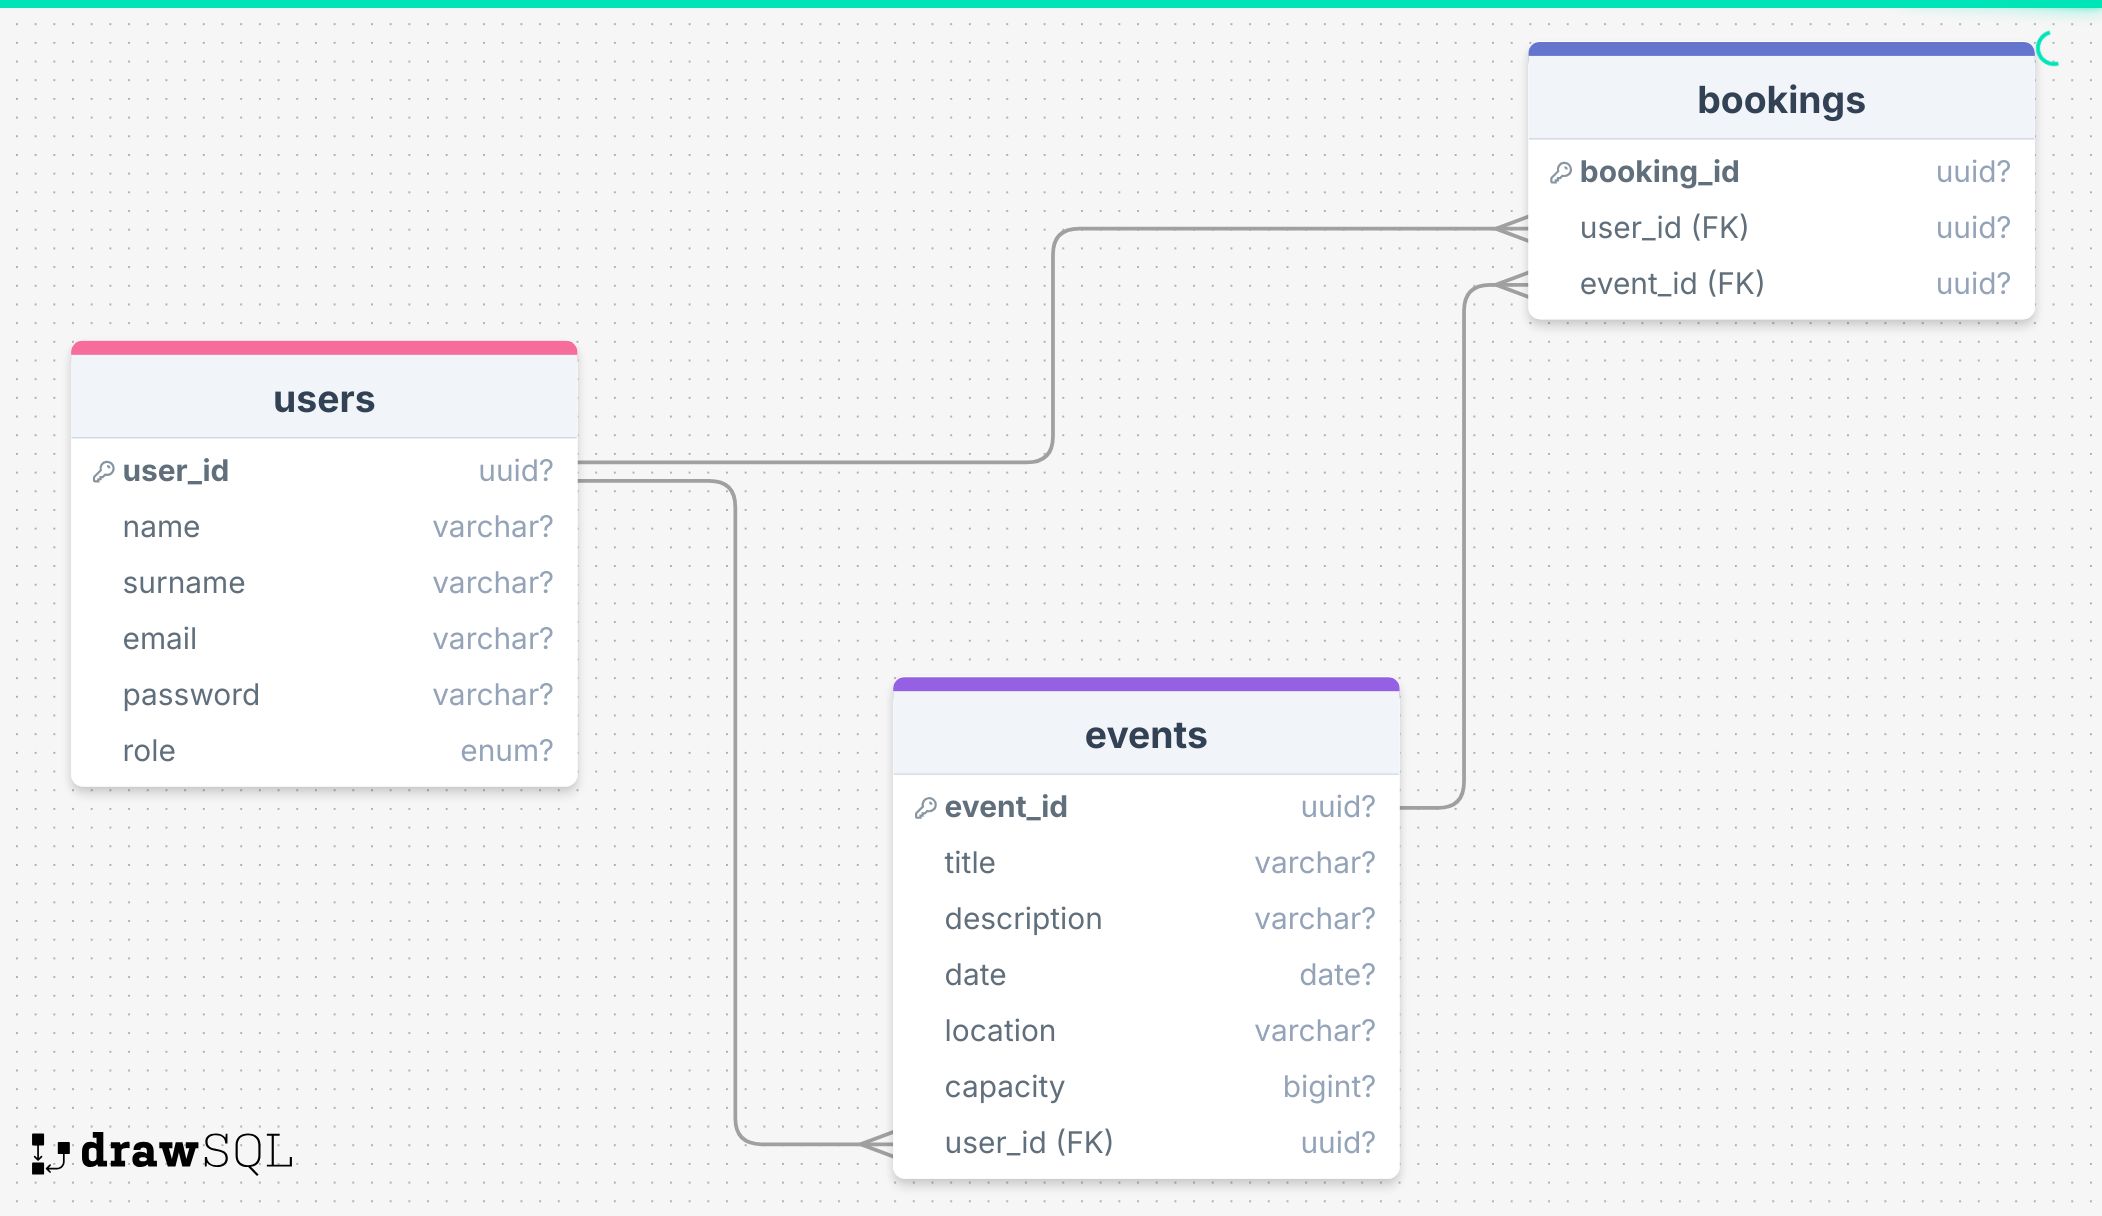 bookings
booking_id uuid?
user_id (FK) uuid?
event_id (FK) uuid?
users
user_id uuid?
name varchar?
surname varchar?
email varchar?
password varchar?
role enum?
events
event_id uuid?
title varchar?
description varchar?
date date?
location varchar?
capacity bigint?
user_id (FK) uuid?
drawSQL